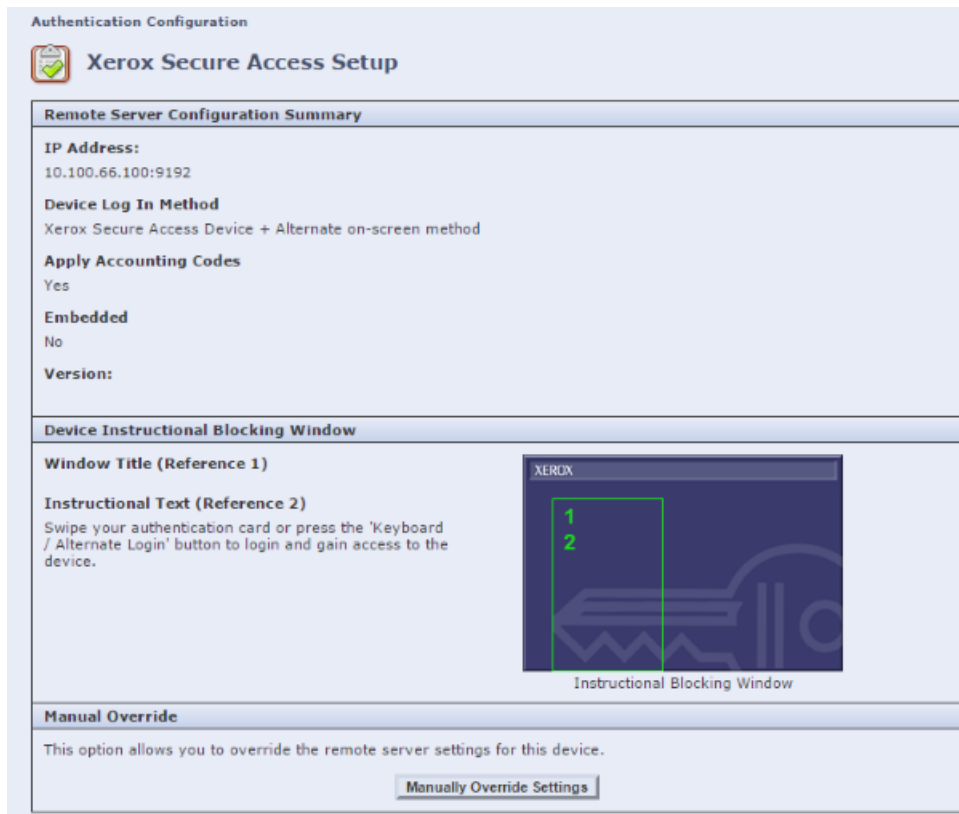 Authentication Configuration
Xerox Secure Access Setup
Remote Server Configuration Summary
IP Address:
10.100.66.100:9192
Device Log In Method
Xerox Secure Access Device + Alternate on-screen method
Apply Accounting Codes
Yes
Embedded
No
Version:
Device Instructional Blocking Window
Window Title (Reference 1)
Instructional Text (Reference 2)
Swipe your authentication card or press the 'Keyboard
/ Alternate Login' button to login and gain access to the
device.
XEROX
1
2
Instructional Blocking Window
Manual Override
This option allows you to override the remote server settings for this device.
Manually Override Settings